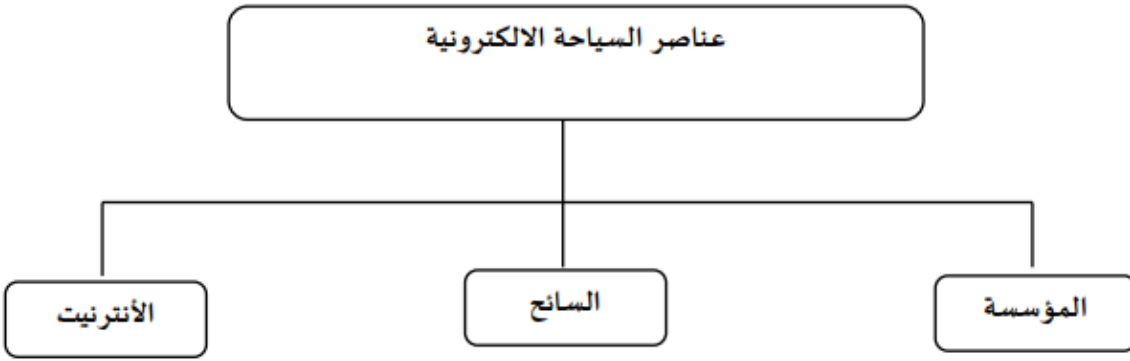 عناصر السياحة الالكترونية
المؤسسة
السائح
الأنترنيت